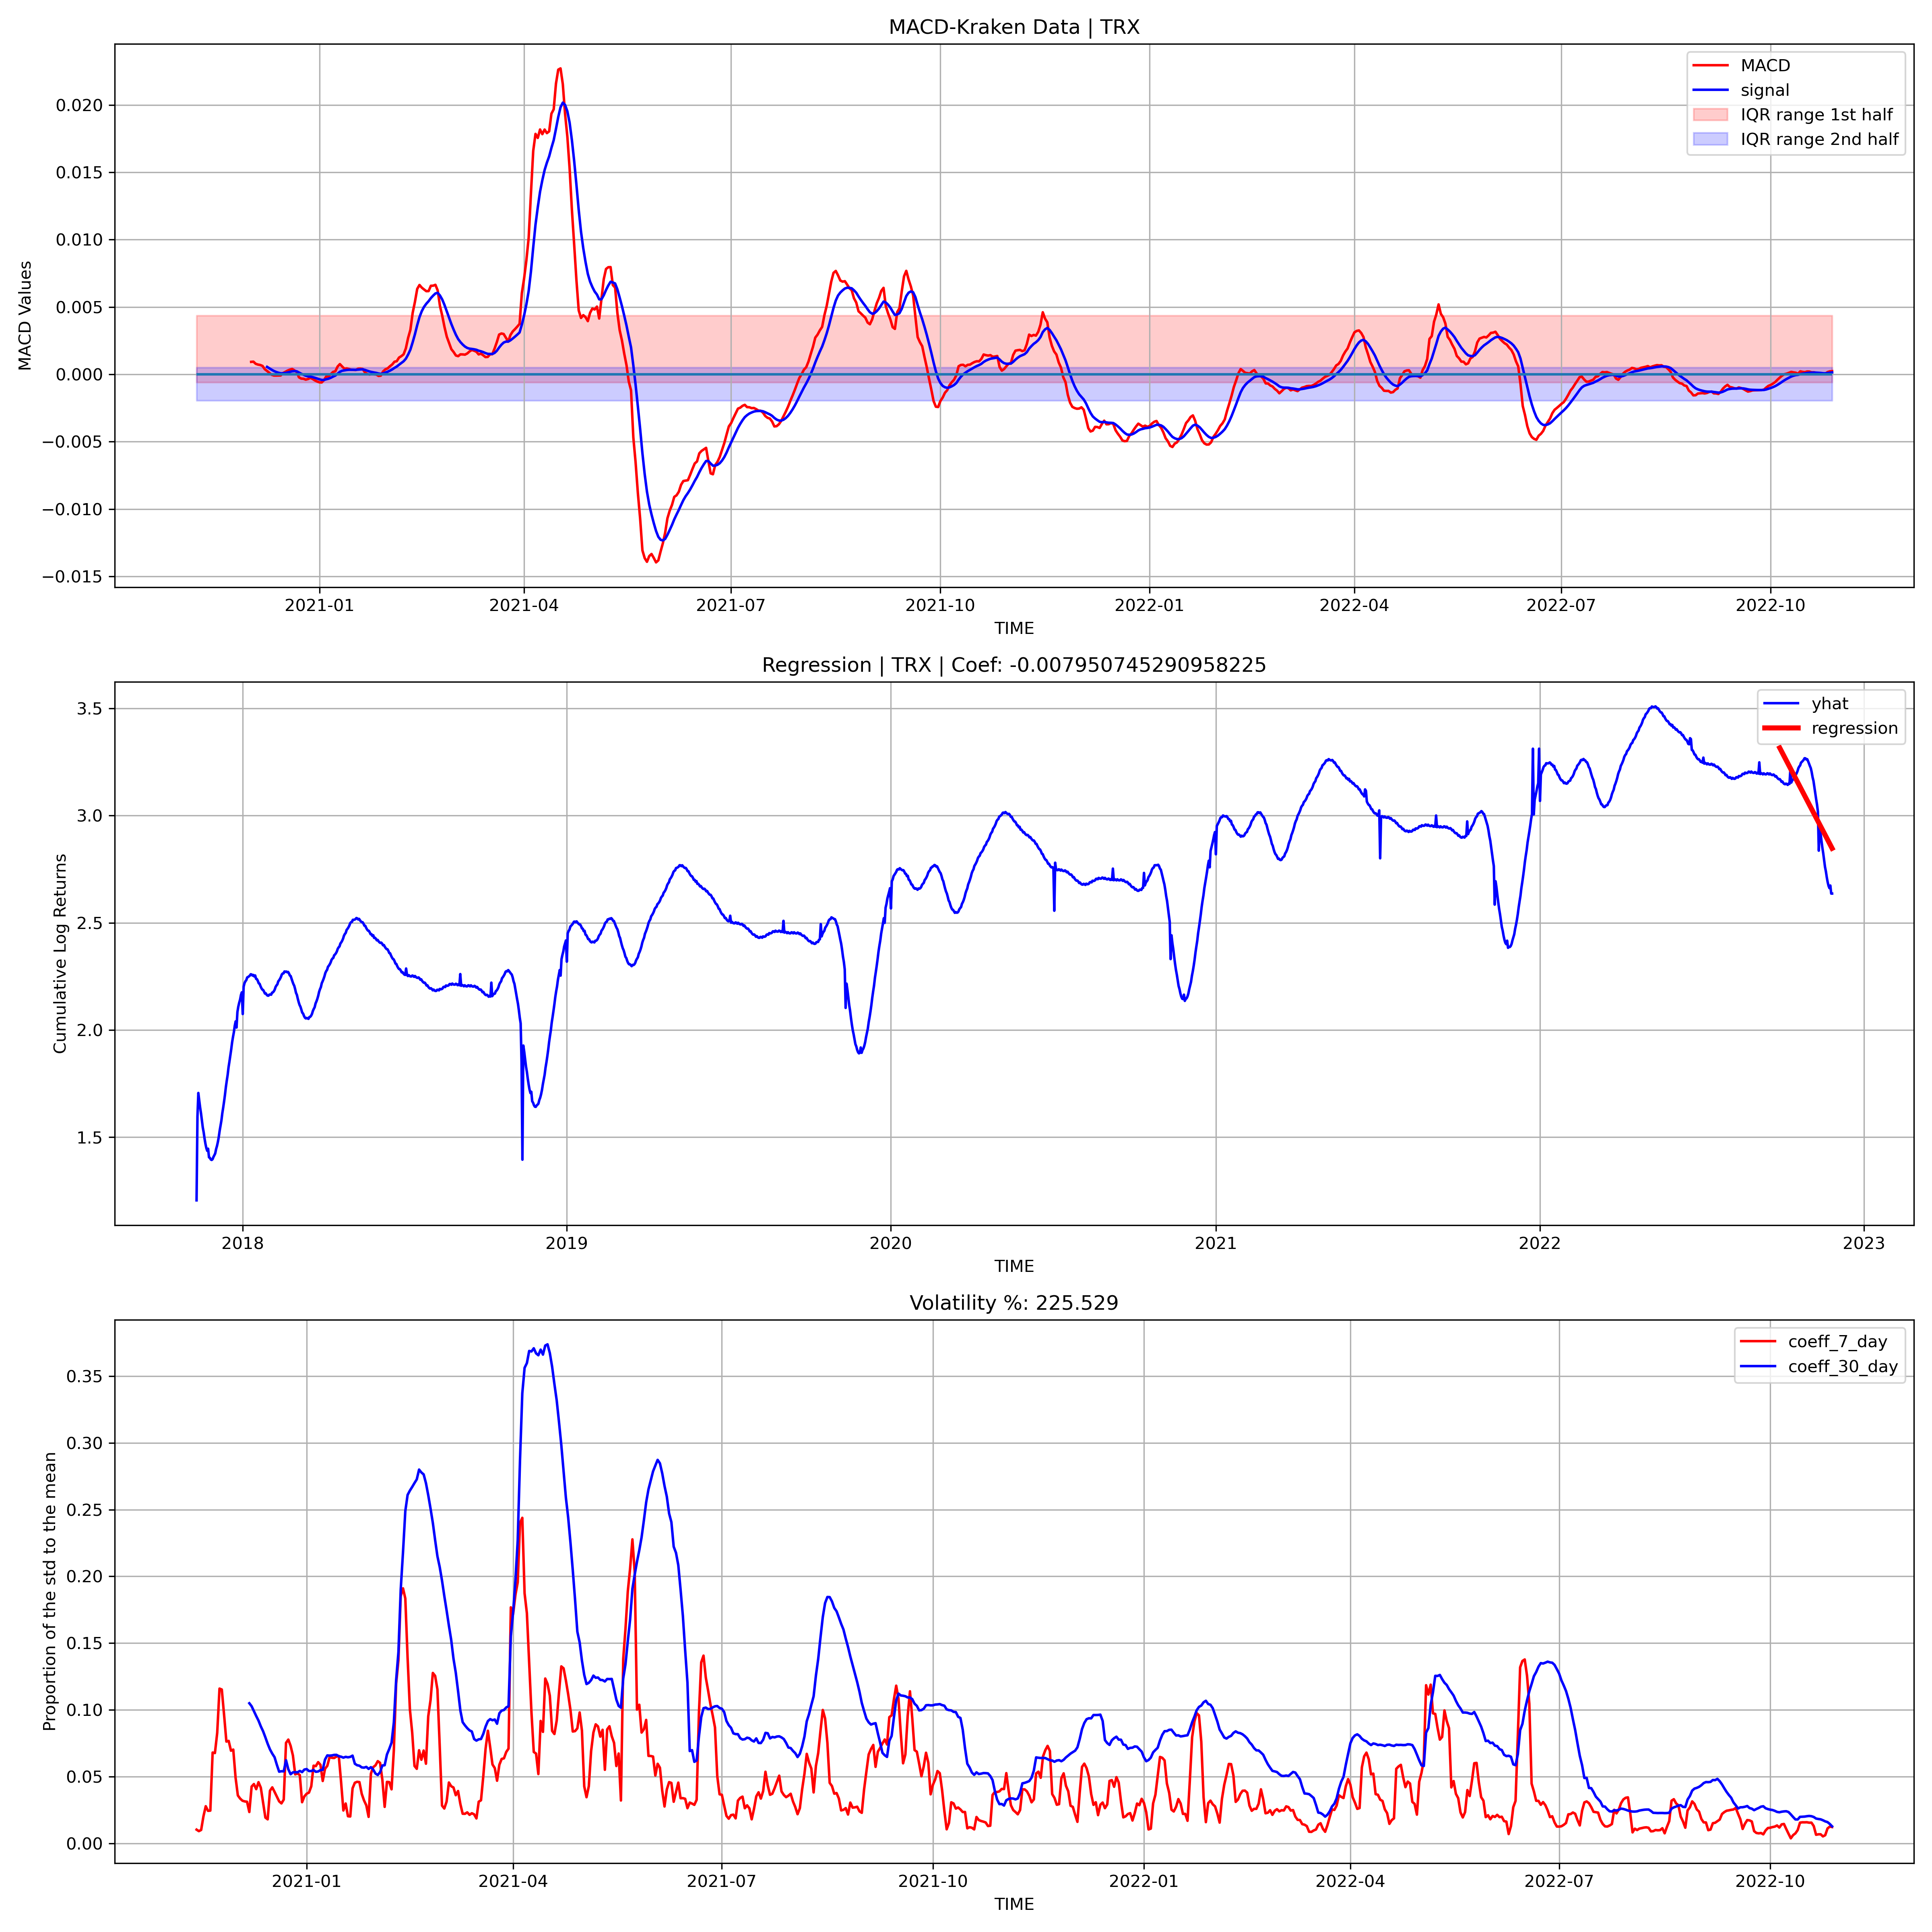 MACD-Kraken Data | TRX
MACD
signal
IQR range 1st half
IQR range 2nd half
MACD Values
0.020
0.015
0.010
0.005
0.000
−0.005
−0.010
−0.015
2021-01 2021-04 2021-07 2021-10 2022-01 2022-04 2022-07 2022-10
TIME
Regression | TRX | Coef: -0.007950745290958225
yhat
regression
Cumulative Log Returns
3.5
3.0
2.5
2.0
1.5
2018 2019 2020 2021 2022 2023
TIME
Volatility %: 225.529
coeff_7_day
coeff_30_day
Proportion of the std to the mean
0.35
0.30
0.25
0.20
0.15
0.10
0.05
0.00
2021-01 2021-04 2021-07 2021-10 2022-01 2022-04 2022-07 2022-10
TIME